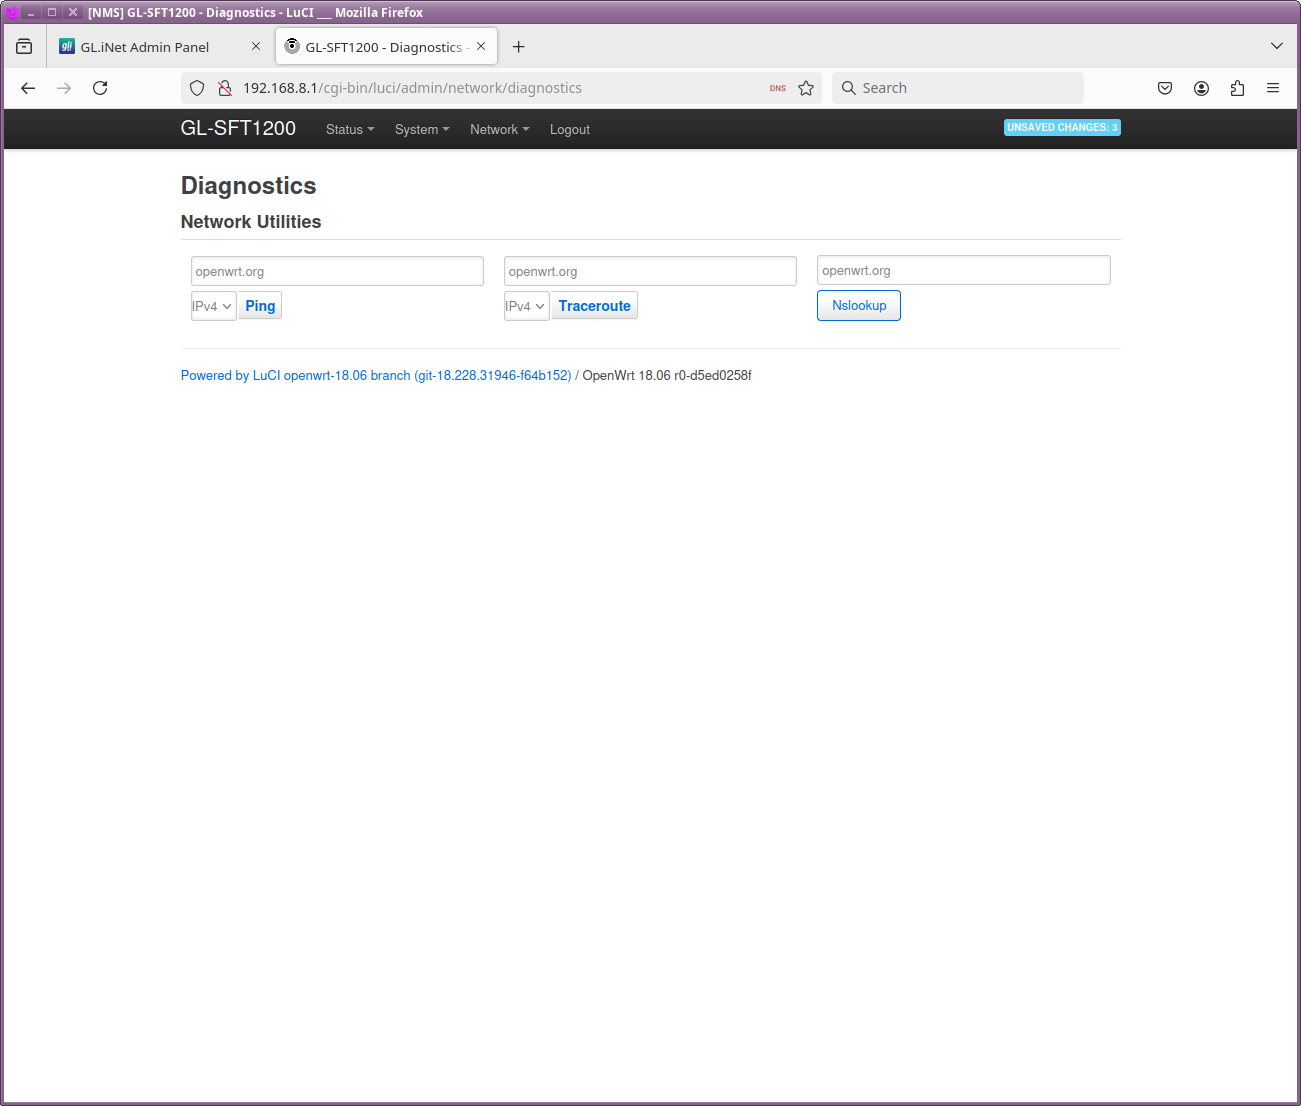 [NMS] GL-SFT1200 - Diagnostics - LuCI ___ Mozilla Firefox
gli GL.iNet Admin Panel
GL-SFT1200 - Diagnostics -
192.168.8.1/cgi-bin/luci/admin/network/diagnostics DNS Search
GL-SFT1200 Status System Network Logout UNSAVED CHANGES: 3
Diagnostics
Network Utilities
openwrt.org openwrt.org openwrt.org
IPv4 Ping IPv4 Traceroute Nslookup
Powered by LuCI openwrt-18.06 branch (git-18.228.31946-f64b152) / OpenWrt 18.06 r0-d5ed0258f